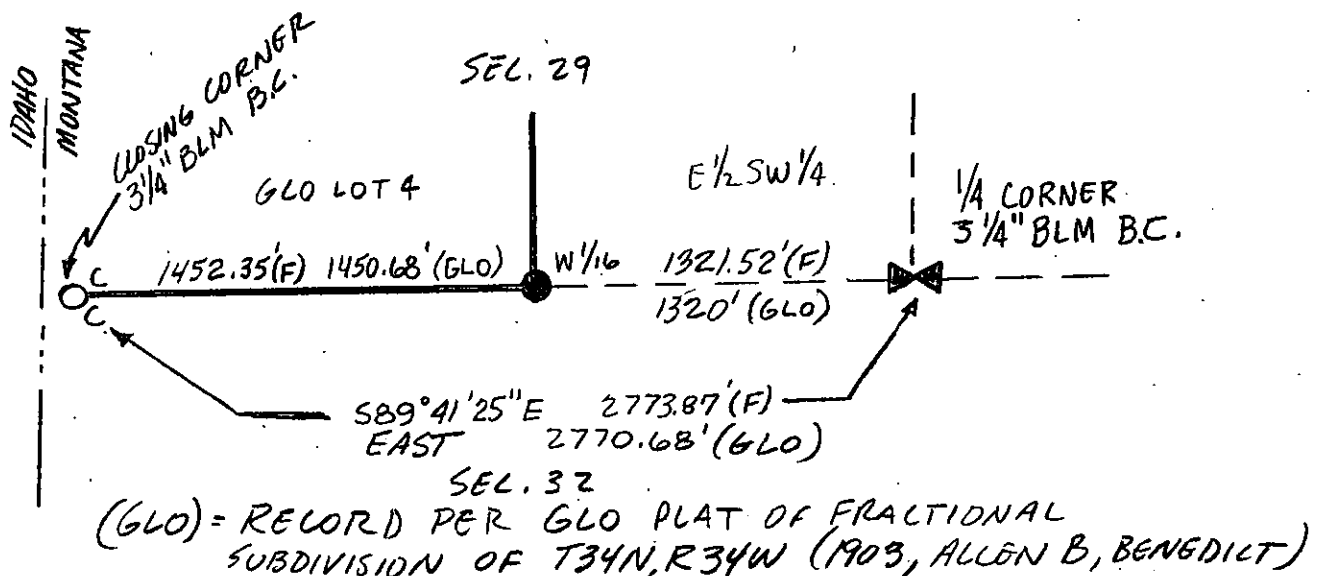 IDAHO
MONTANA
CLOSING CORNER
3 1/4" BLM B.C.
SEC. 29
GLO LOT 4
E 1/2 SW 1/4
1/4 CORNER
3 1/4" BLM B.C.
C 1452.35'(F) 1450.68'(GLO) W 1/16 1321.52'(F)
C. 1320'(GLO)
S89°41'25"E 2773.87'(F)
EAST 2770.68'(GLO)
SEC. 32
(GLO) = RECORD PER GLO PLAT OF FRACTIONAL
SUBDIVISION OF T34N, R34W (1903, ALLEN B, BENEDICT)